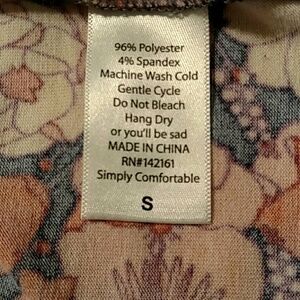 96% Polyester
4% Spandex
Machine Wash Cold
Gentle Cycle
Do Not Bleach
Hang Dry
or you'll be sad
MADE IN CHINA
RN#142161
Simply Comfortable
S